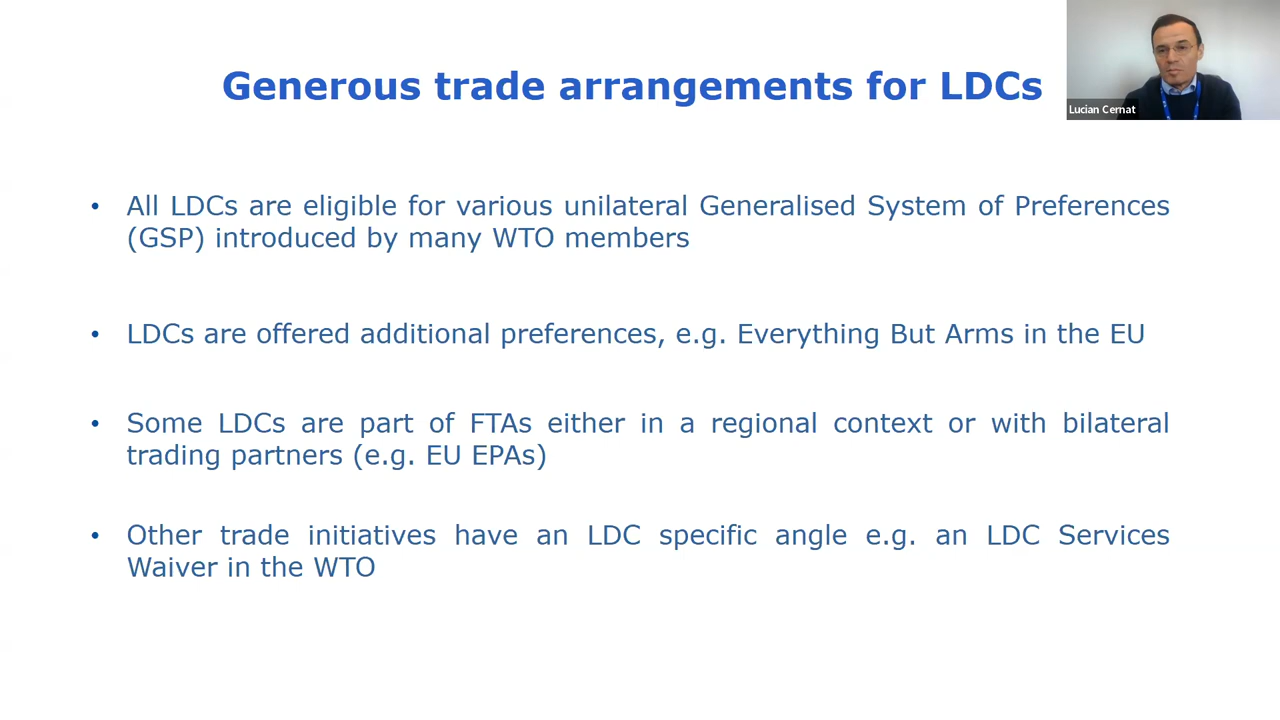 Generous trade arrangements for LDCs
Lucian Cernat
• All LDCs are eligible for various unilateral Generalised System of Preferences
(GSP) introduced by many WTO members
• LDCs are offered additional preferences, e.g. Everything But Arms in the EU
• Some LDCs are part of FTAs either in a regional context or with bilateral
trading partners (e.g. EU EPAs)
• Other trade initiatives have an LDC specific angle e.g. an LDC Services
Waiver in the WTO